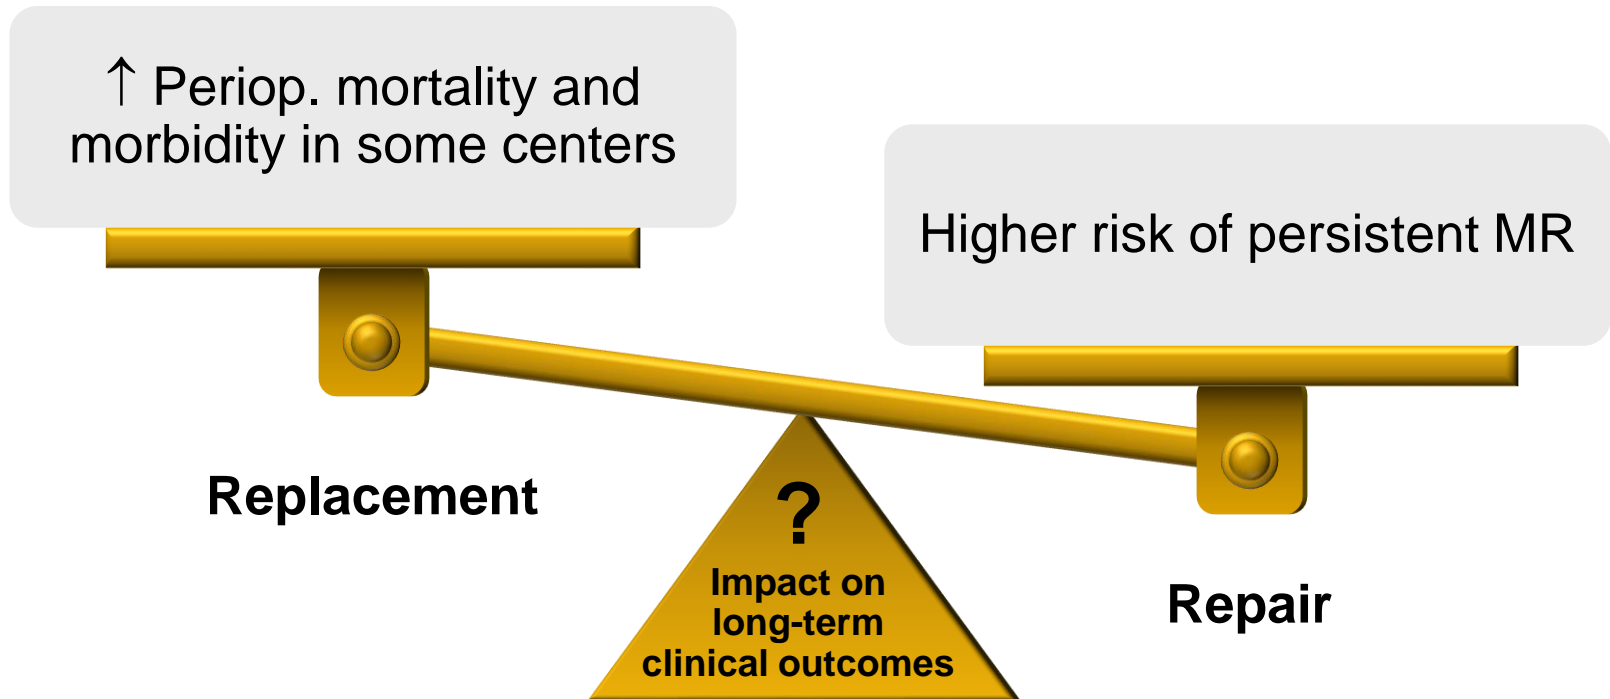 ↑ Periop. mortality and
morbidity in some centers
Higher risk of persistent MR
Replacement
?
Impact on
long-term
clinical outcomes
Repair